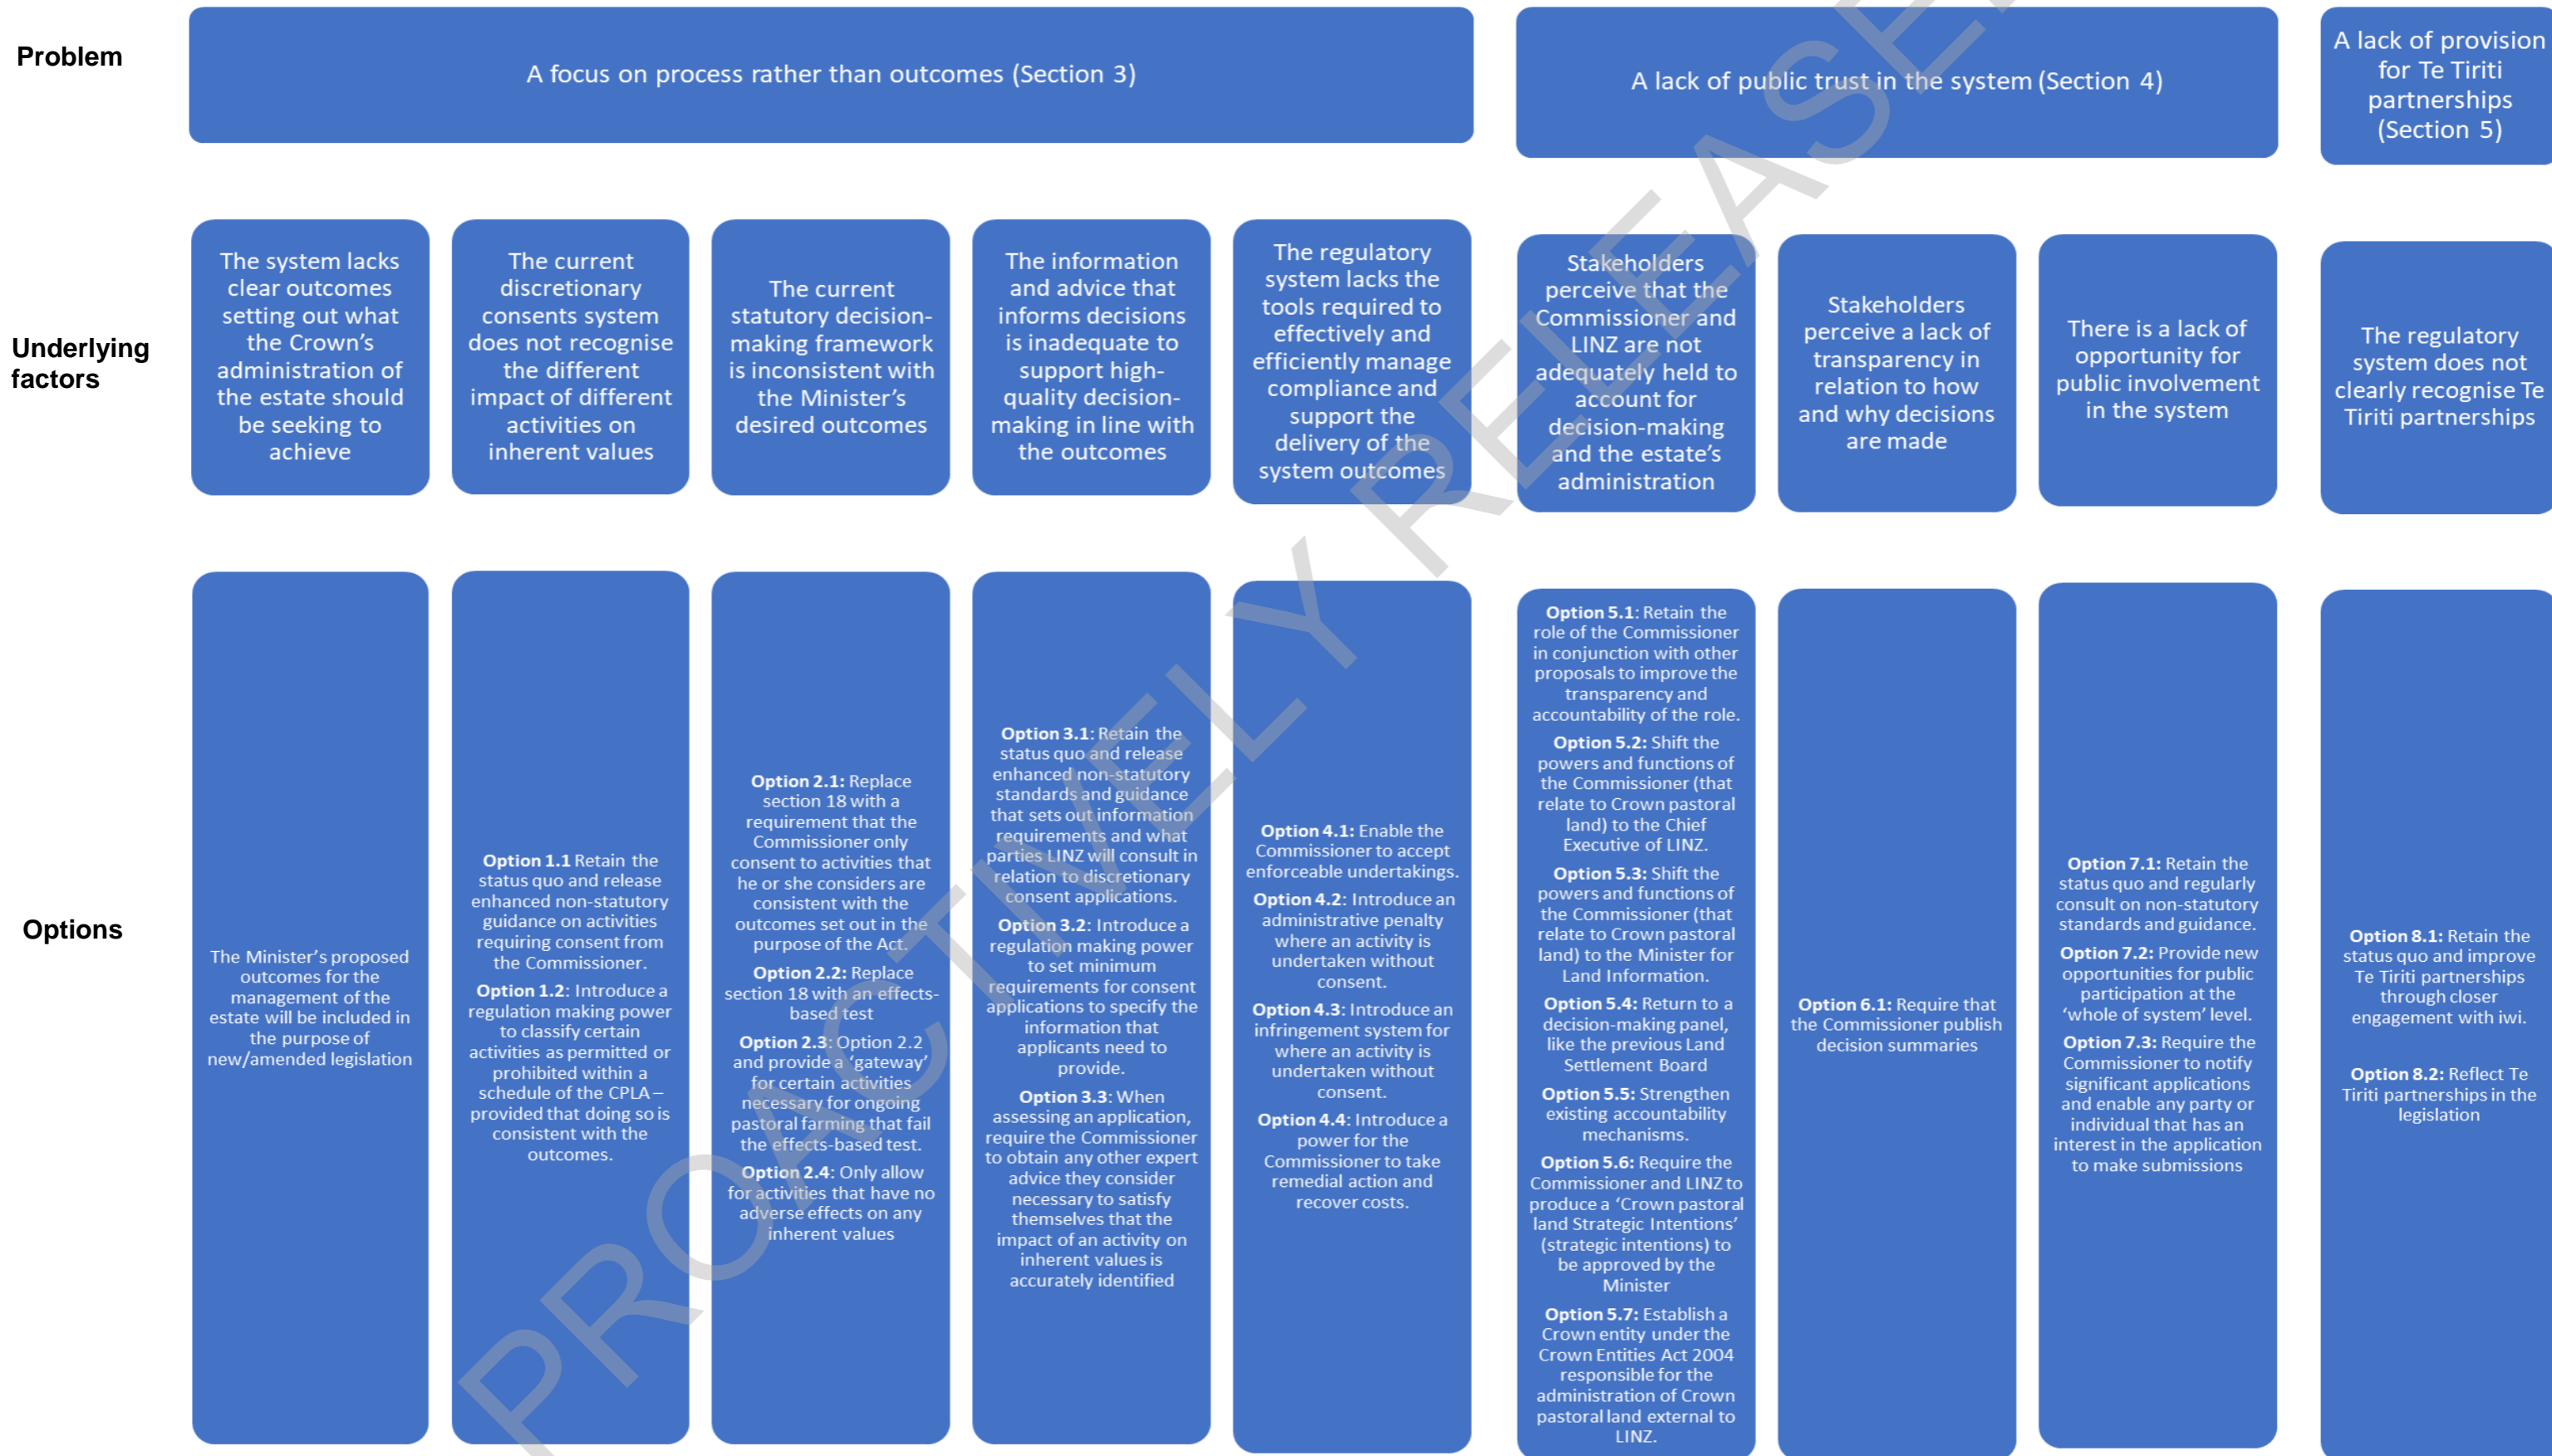 Problem
A focus on process rather than outcomes (Section 3)
A lack of public trust in the system (Section 4)
A lack of provision
for Te Tiriti
partnerships
(Section 5)
Underlying
factors
The system lacks
clear outcomes
setting out what
the Crown's
administration of
the estate should
be seeking to
achieve
The current
discretionary
consents system
does not recognise
the different
impact of different
activities on
inherent values
The current
statutory decision-
making framework
is inconsistent with
the Minister's
desired outcomes
The information
and advice that
informs decisions
is inadequate to
support high-
quality decision-
making in line with
the outcomes
The regulatory
system lacks the
tools required to
effectively and
efficiently manage
compliance and
support the
delivery of the
system outcomes
Stakeholders
perceive that the
Commissioner and
LINZ are not
adequately held to
account for
decision-making
and the estate's
administration
Stakeholders
perceive a lack of
transparency in
relation to how
and why decisions
are made
There is a lack of
opportunity for
public involvement
in the system
The regulatory
system does not
clearly recognise Te
Tiriti partnerships
Options
The Minister's proposed
outcomes for the
management of the
estate will be included in
the purpose of
new/amended legislation
Option 1.1 Retain the
status quo and release
enhanced non-statutory
guidance on activities
requiring consent from
the Commissioner.
Option 1.2: Introduce a
regulation making power
to classify certain
activities as permitted or
prohibited within a
schedule of the CPLA –
provided that doing so is
consistent with the
outcomes.
Option 2.1: Replace
section 18 with a
requirement that the
Commissioner only
consent to activities that
he or she considers are
consistent with the
outcomes set out in the
purpose of the Act.
Option 2.2: Replace
section 18 with an effects-
based test
Option 2.3: Option 2.2
and provide a 'gateway'
for certain activities
necessary for ongoing
pastoral farming that fail
the effects-based test.
Option 2.4: Only allow
for activities that have no
adverse effects on any
inherent values
Option 3.1: Retain the
status quo and release
enhanced non-statutory
standards and guidance
that sets out information
requirements and what
parties LINZ will consult in
relation to discretionary
consent applications.
Option 3.2: Introduce a
regulation making power
to set minimum
requirements for consent
applications to specify the
information that
applicants need to
provide.
Option 3.3: When
assessing an application,
require the Commissioner
to obtain any other expert
advice they consider
necessary to satisfy
themselves that the
impact of an activity on
inherent values is
accurately identified
Option 4.1: Enable the
Commissioner to accept
enforceable undertakings.
Option 4.2: Introduce an
administrative penalty
where an activity is
undertaken without
consent.
Option 4.3: Introduce an
infringement system for
where an activity is
undertaken without
consent.
Option 4.4: Introduce a
power for the
Commissioner to take
remedial action and
recover costs.
Option 5.1: Retain the
role of the Commissioner
in conjunction with other
proposals to improve the
transparency and
accountability of the role.
Option 5.2: Shift the
powers and functions of
the Commissioner (that
relate to Crown pastoral
land) to the Chief
Executive of LINZ.
Option 5.3: Shift the
powers and functions of
the Commissioner (that
relate to Crown pastoral
land) to the Minister for
Land Information.
Option 5.4: Return to a
decision-making panel,
like the previous Land
Settlement Board
Option 5.5: Strengthen
existing accountability
mechanisms.
Option 5.6: Require the
Commissioner and LINZ to
produce a 'Crown pastoral
land Strategic Intentions'
(strategic intentions) to
be approved by the
Minister
Option 5.7: Establish a
Crown entity under the
Crown Entities Act 2004
responsible for the
administration of Crown
pastoral land external to
LINZ.
Option 6.1: Require that
the Commissioner publish
decision summaries
Option 7.1: Retain the
status quo and regularly
consult on non-statutory
standards and guidance.
Option 7.2: Provide new
opportunities for public
participation at the
'whole of system' level.
Option 7.3: Require the
Commissioner to notify
significant applications
and enable any party or
individual that has an
interest in the application
to make submissions
Option 8.1: Retain the
status quo and improve
Te Tiriti partnerships
through closer
engagement with iwi.
Option 8.2: Reflect Te
Tiriti partnerships in the
legislation
PROACTIVELY RELEASE